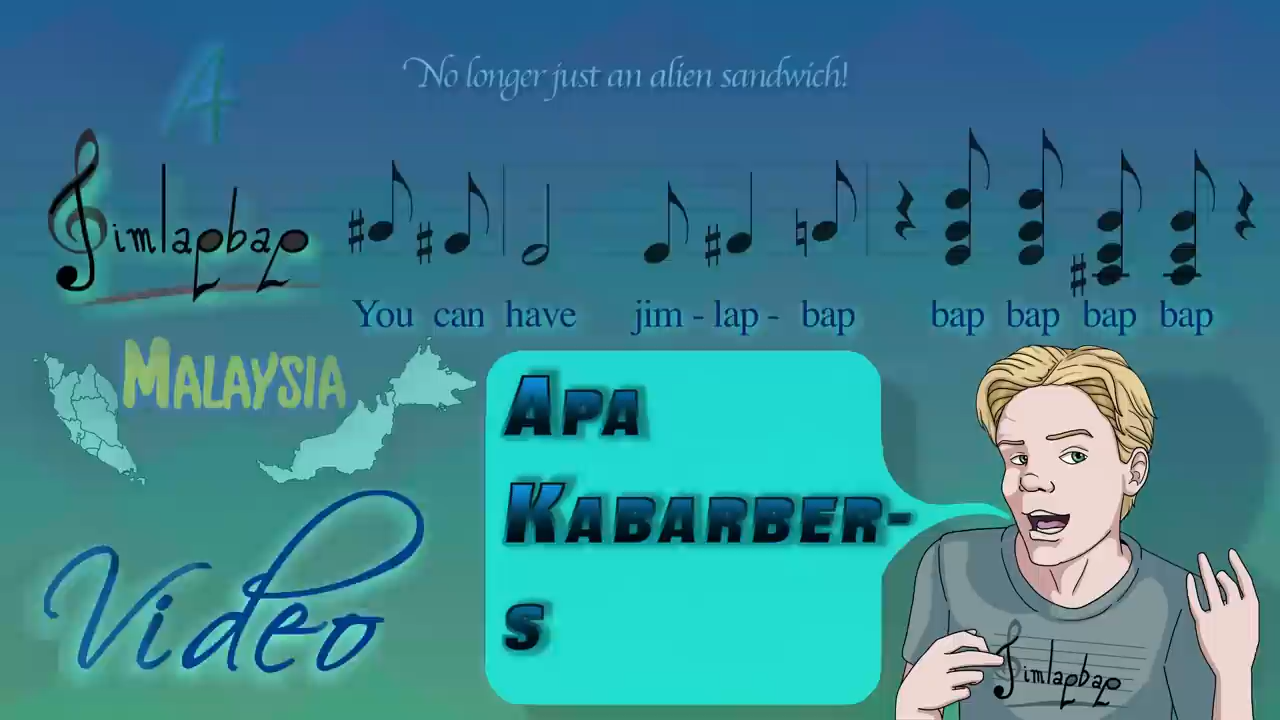 No longer just an alien sandwich!
A
Jimlapbap
You can have jim - lap - bap bap bap bap bap
MALAYSIA
APA
KABARBER-
S
Video
Jimlapbap